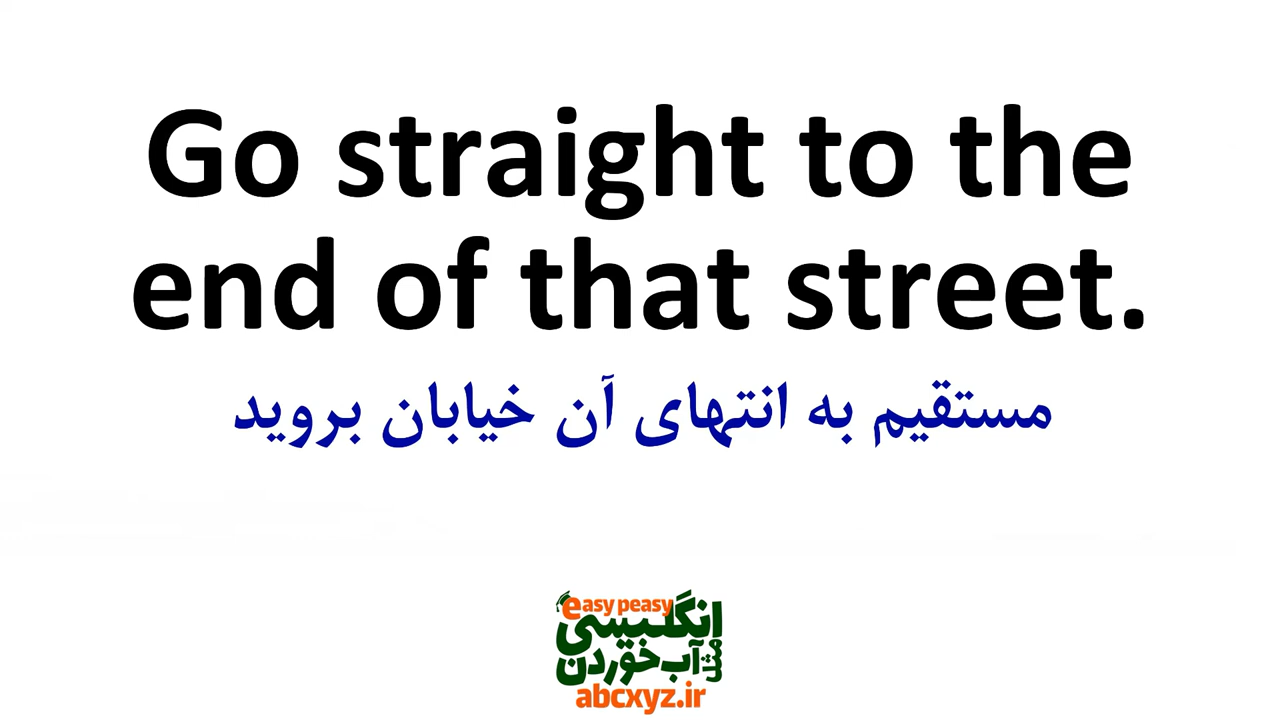 Go straight to the
end of that street.
مستقیم به انتهای آن خیابان بروید
easy peasy
انگلیسی
مثل آب خوردن
abcxyz.ir